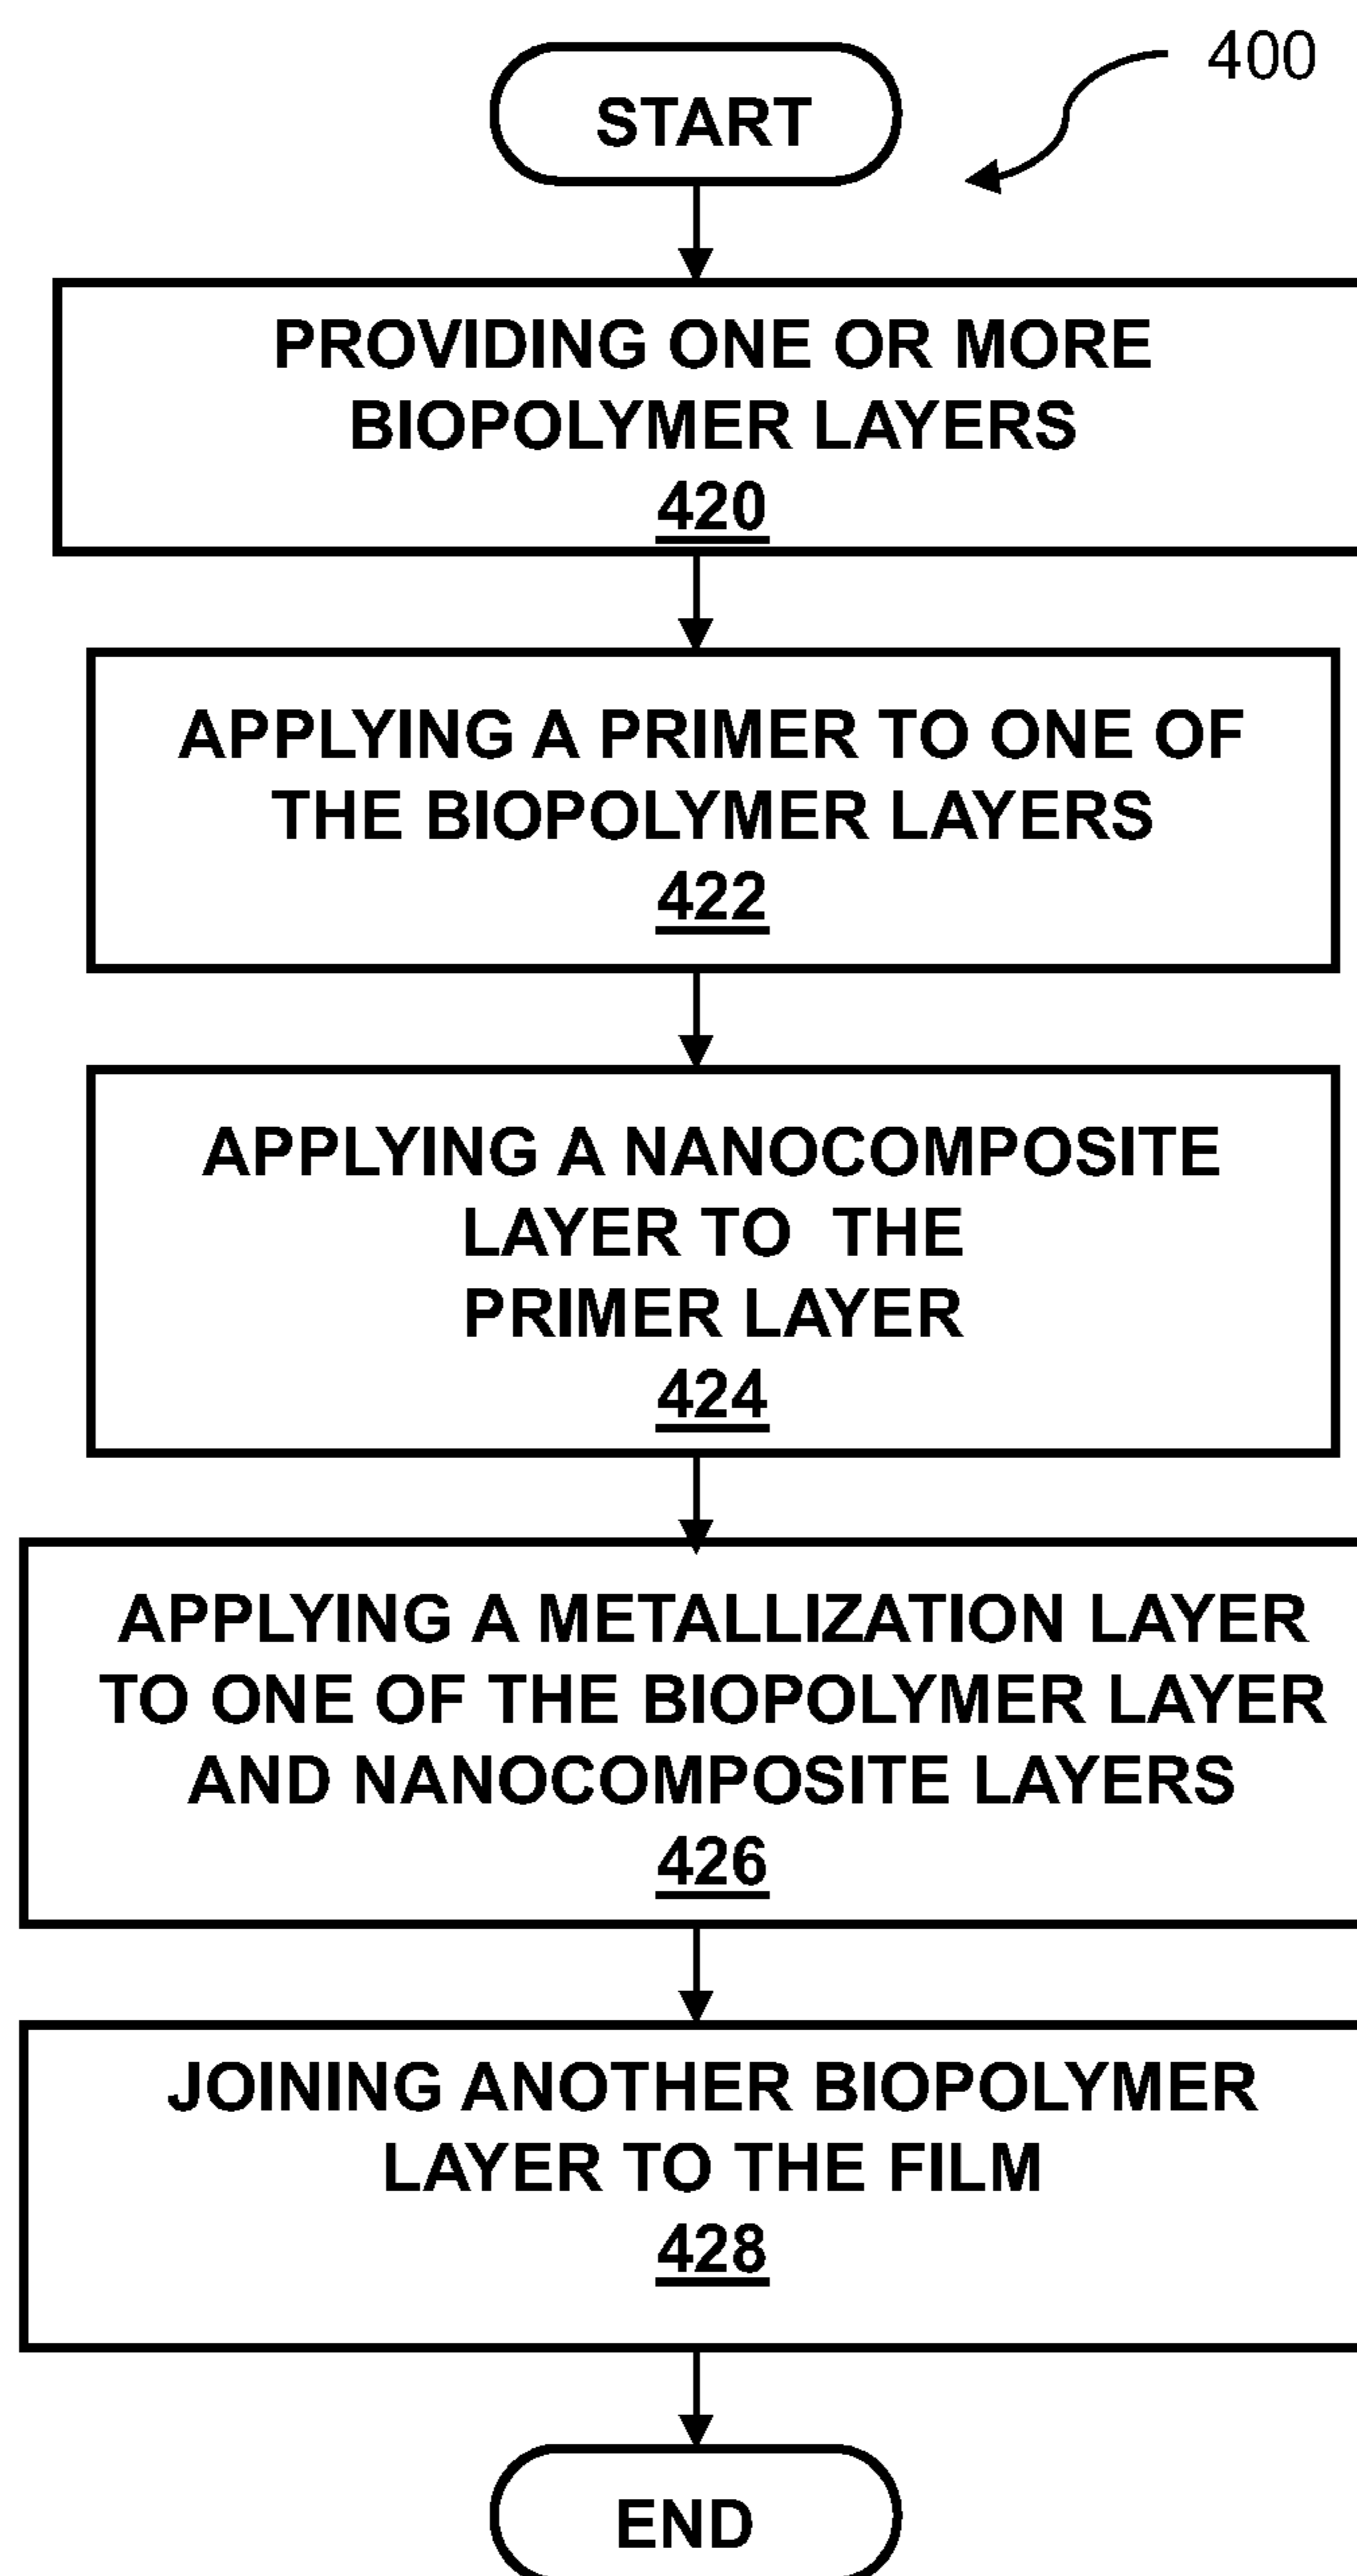 400
START
PROVIDING ONE OR MORE
BIOPOLYMER LAYERS
420
APPLYING A PRIMER TO ONE OF
THE BIOPOLYMER LAYERS
422
APPLYING A NANOCOMPOSITE
LAYER TO THE
PRIMER LAYER
424
APPLYING A METALLIZATION LAYER
TO ONE OF THE BIOPOLYMER LAYER
AND NANOCOMPOSITE LAYERS
426
JOINING ANOTHER BIOPOLYMER
LAYER TO THE FILM
428
END